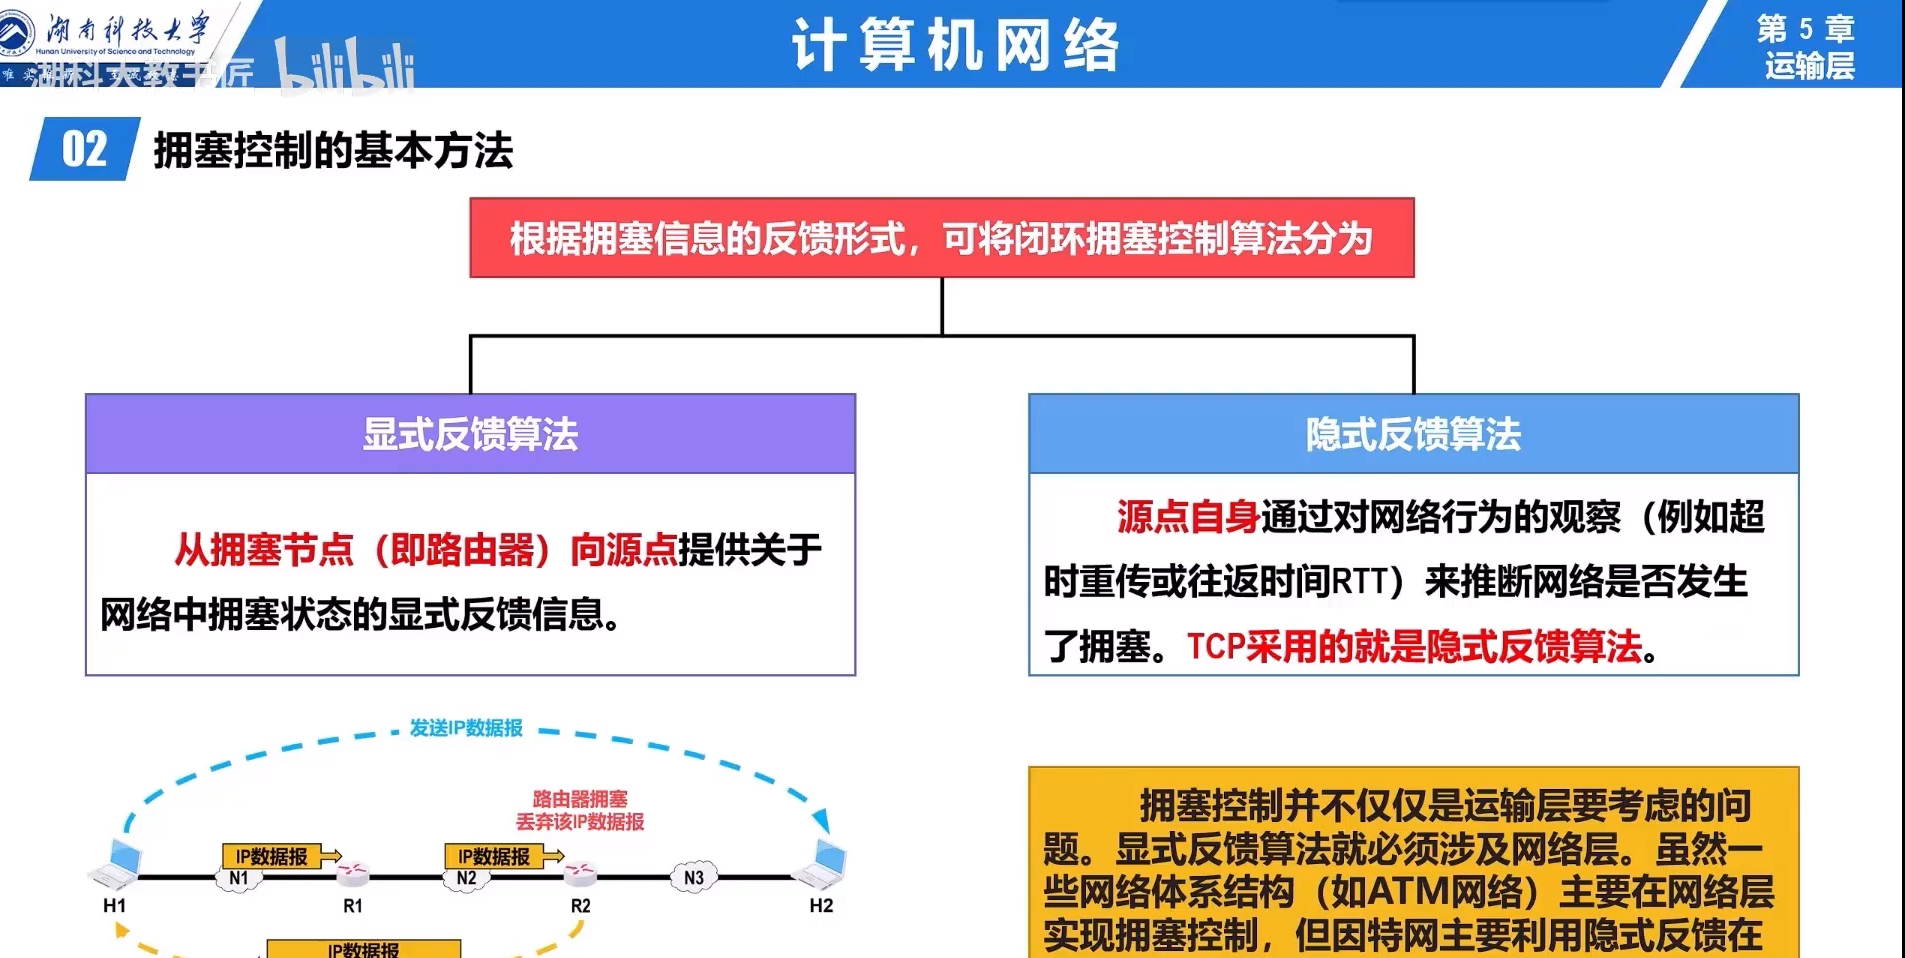 湖南科技大学
Hunan University of Science and Technology
湖科大教书匠 bilibili
计算机网络
第 5 章
运输层
02 拥塞控制的基本方法
根据拥塞信息的反馈形式，可将闭环拥塞控制算法分为
显式反馈算法
从拥塞节点（即路由器）向源点提供关于
网络中拥塞状态的显式反馈信息。
隐式反馈算法
源点自身通过对网络行为的观察（例如超
时重传或往返时间RTT）来推断网络是否发生
了拥塞。TCP采用的就是隐式反馈算法。
发送IP数据报
路由器拥塞
丢弃该IP数据报
IP数据报
IP数据报
N1
N2
N3
H1
R1
R2
H2
IP数据报
拥塞控制并不仅仅是运输层要考虑的问
题。显式反馈算法就必须涉及网络层。虽然一
些网络体系结构（如ATM网络）主要在网络层
实现拥塞控制，但因特网主要利用隐式反馈在